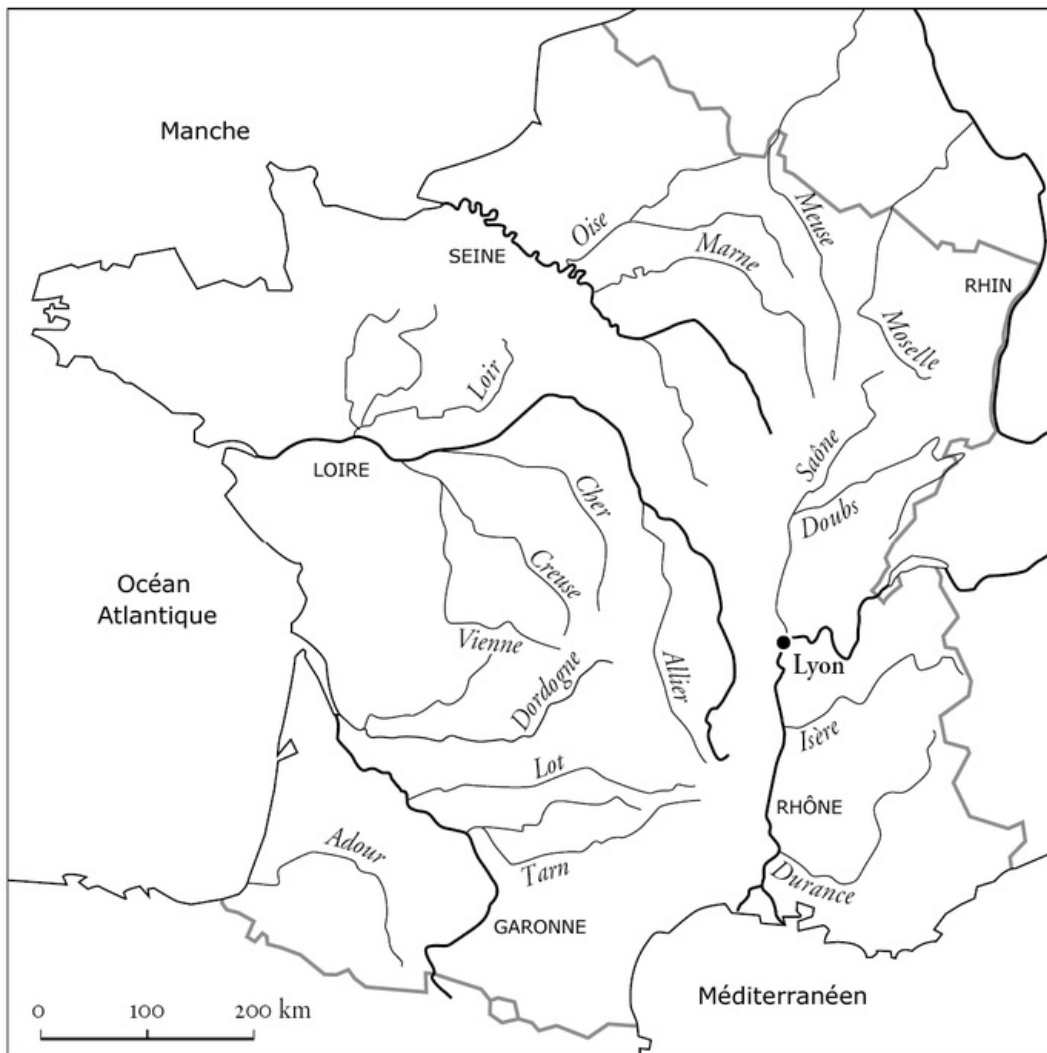 Manche
Oise
Meuse
SEINE
Marne
RHIN
Moselle
Loir
Saône
LOIRE
Cher
Doubs
Creuse
Océan
Atlantique
Vienne
Lyon
Allier
Dordogne
Isère
Lot
RHÔNE
Adour
Tarn
Durance
GARONNE
Méditerranéen
0 100 200 km